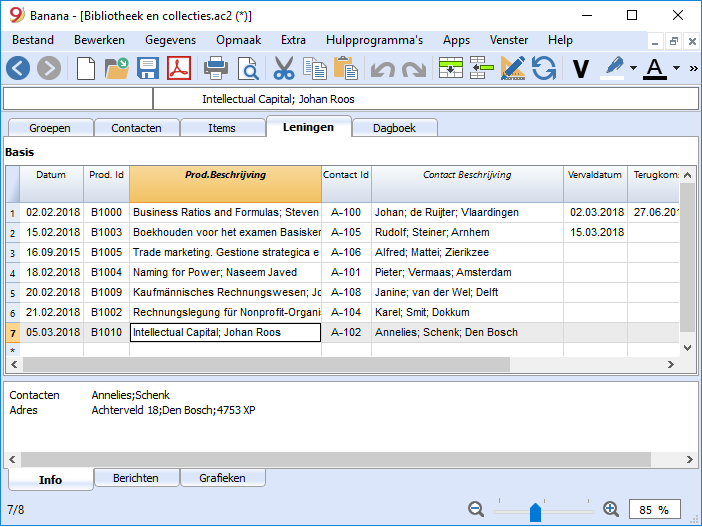 Banana - [Bibliotheek en collecties.ac2 (*)]
Bestand Bewerken Gegevens Opmaak Extra Hulpprogramma's Apps Venster Help
Intellectual Capital; Johan Roos
Groepen Contacten Items Leningen Dagboek
Basis
Datum Prod. Id Prod.Beschrijving Contact Id Contact Beschrijving Vervaldatum Terugkoms
1 02.02.2018 B1000 Business Ratios and Formulas; Steven A-100 Johan; de Ruijter; Vlaardingen 02.03.2018 27.06.201
2 15.02.2018 B1003 Boekhouden voor het examen Basisken A-105 Rudolf; Steiner; Arnhem 15.03.2018
3 16.09.2015 B1005 Trade marketing. Gestione strategica e A-106 Alfred; Mattei; Zierikzee
4 18.02.2018 B1004 Naming for Power; Naseem Javed A-101 Pieter; Vermaas; Amsterdam
5 20.02.2018 B1009 Kaufmännisches Rechnungswesen; Jo A-108 Janine; van der Wel; Delft
6 21.02.2018 B1002 Rechnungslegung für Nonprofit-Organis A-104 Karel; Smit; Dokkum
7 05.03.2018 B1010 Intellectual Capital; Johan Roos A-102 Annelies; Schenk; Den Bosch
*
Contacten Annelies;Schenk
Adres Achterveld 18;Den Bosch;4753 XP
Info Berichten Grafieken
7/8 85 %